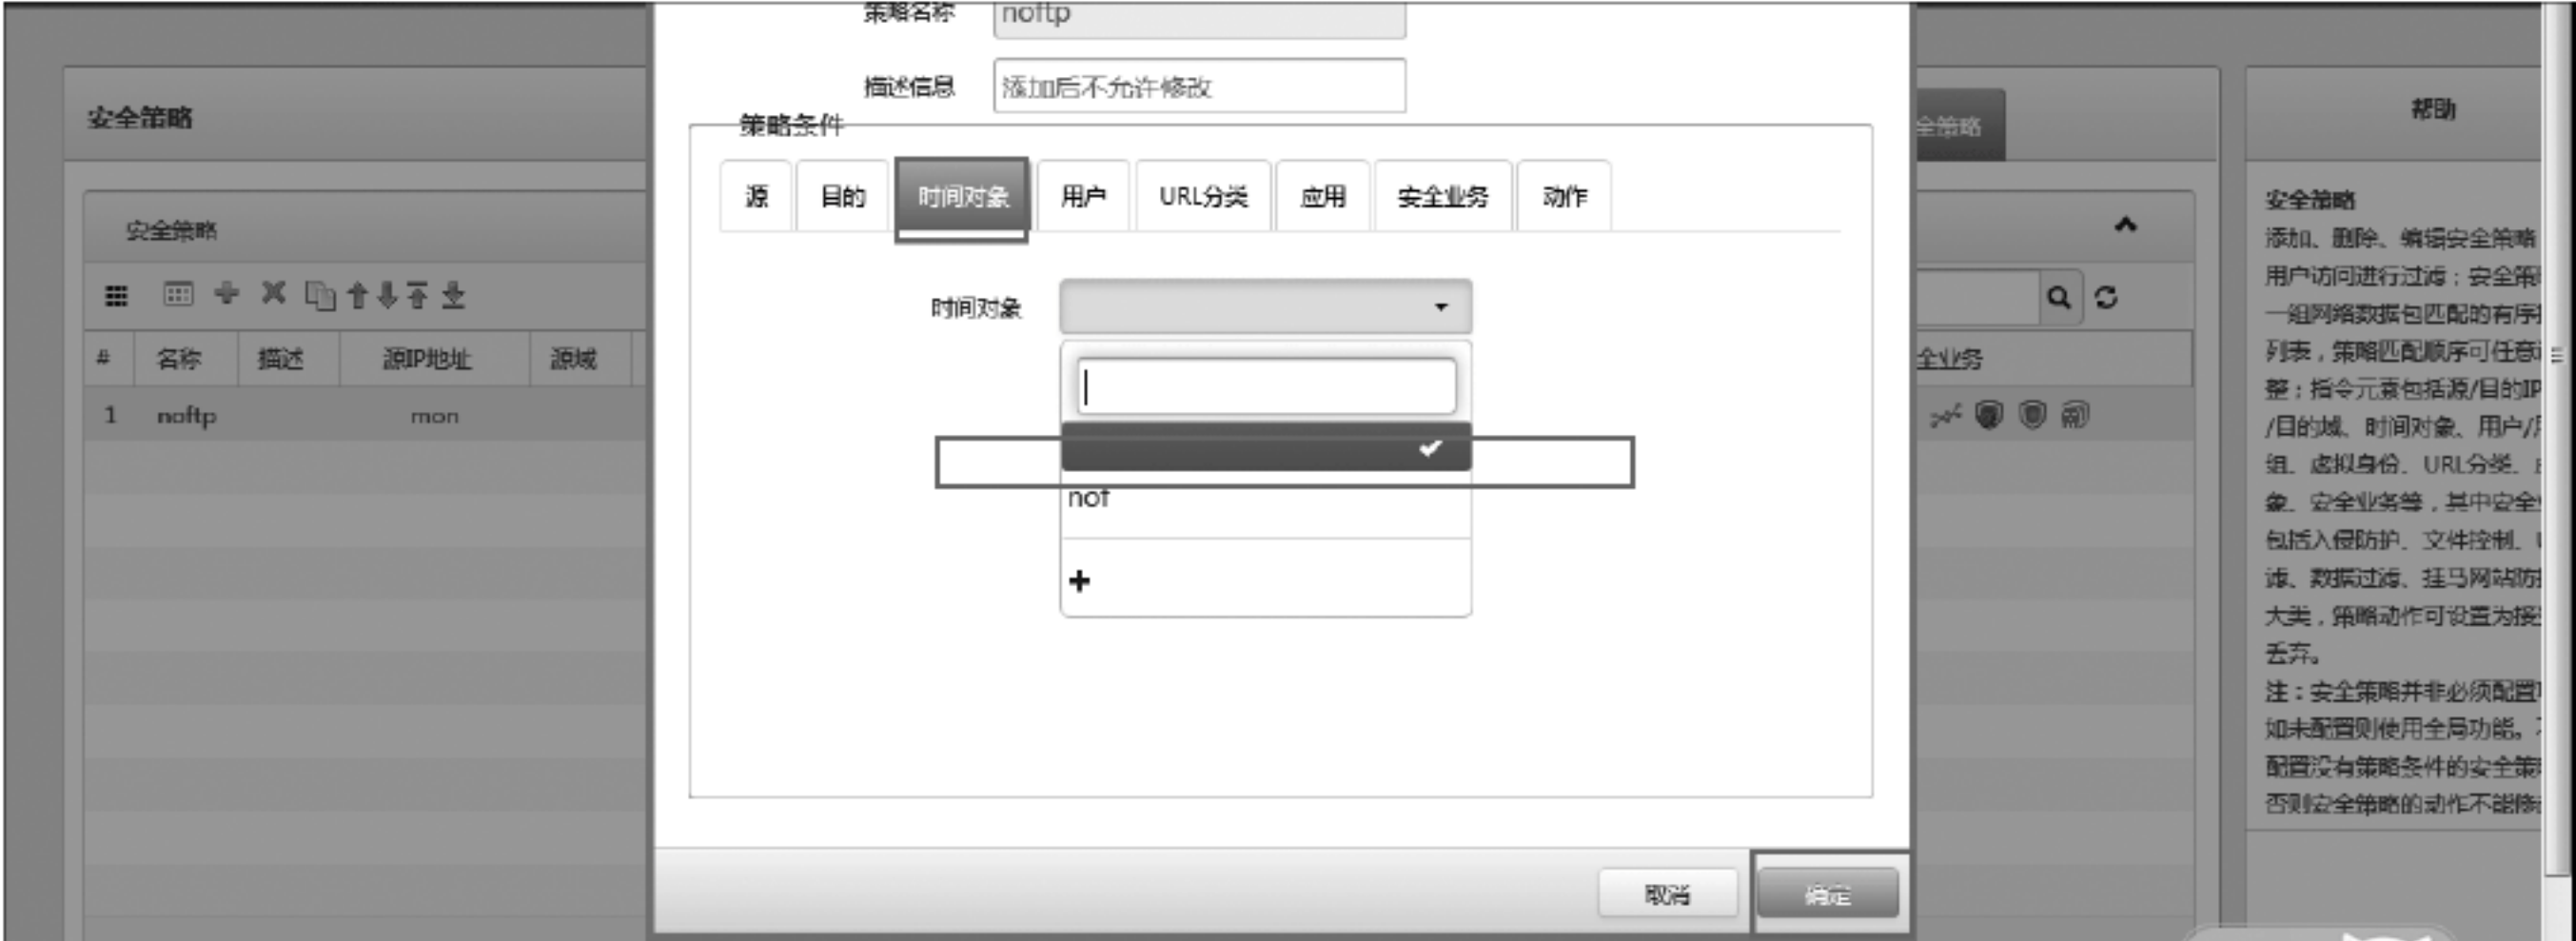 策略名称 noftp
描述信息 添加后不允许修改
安全策略
策略条件
源 目的 时间对象 用户 URL分类 应用 安全业务 动作
全策略
帮助
安全策略
时间对象
# 名称 描述 源IP地址 源域
全业务
1 noftp mon
not
取消 确定
安全策略
添加、删除、编辑安全策略
用户访问进行过滤；安全策
一组网络数据包匹配的有序
列表，策略匹配顺序可任意
整；指令元素包括源/目的IP
/目的域、时间对象、用户/
组、虚拟身份、URL分类、
象、安全业务等，其中安全
包括入侵防护、文件控制、
滤、数据过滤、挂马网站防
大类，策略动作可设置为接
丢弃。
注：安全策略并非必须配置
如未配置则使用全局功能。
配置没有策略条件的安全策
否则安全策略的动作不能修